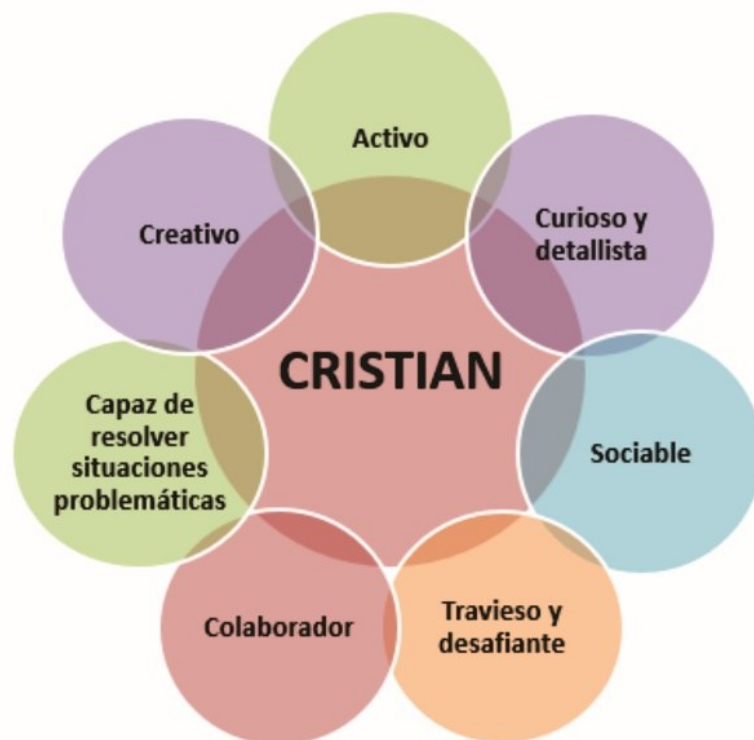 Activo
Creativo
Curioso y
detallista
CRISTIAN
Capaz de
resolver
situaciones
problemáticas
Sociable
Colaborador
Travieso y
desafiante